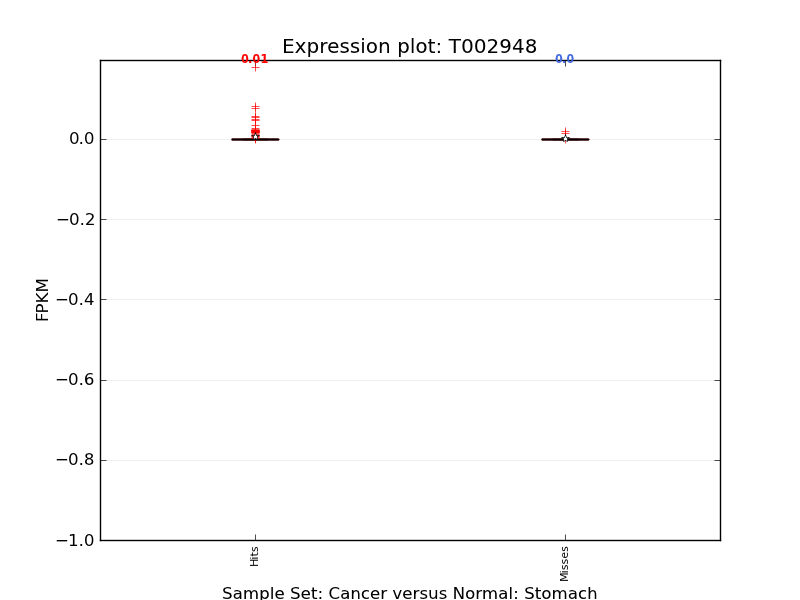 Expression plot: T002948
0.01
0.0
0.0
−0.2
−0.4
−0.6
−0.8
−1.0
FPKM
Hits
Misses
Sample Set: Cancer versus Normal: Stomach